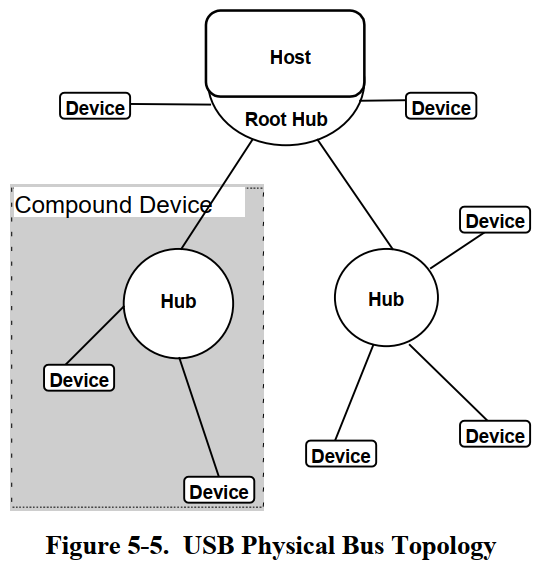 Host
Device
Root Hub
Device
Compound Device
Device
Hub
Hub
Device
Device
Device
Device
Figure 5-5. USB Physical Bus Topology